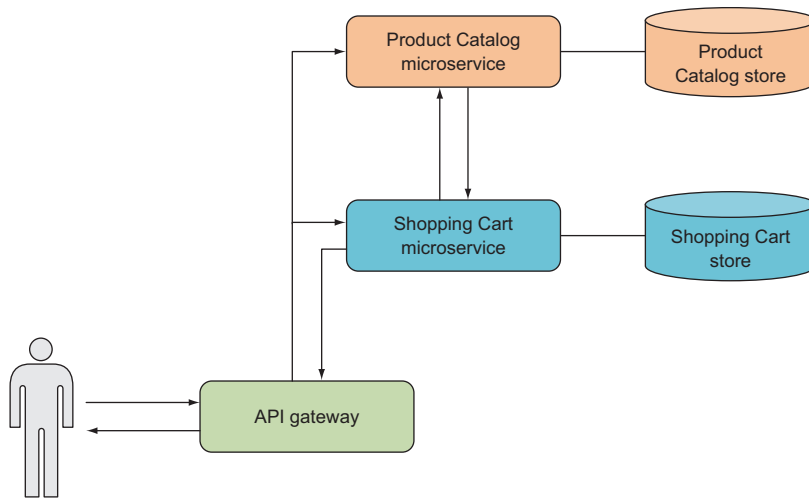 Product Catalog
microservice
Product
Catalog store
Shopping Cart
microservice
Shopping Cart
store
API gateway